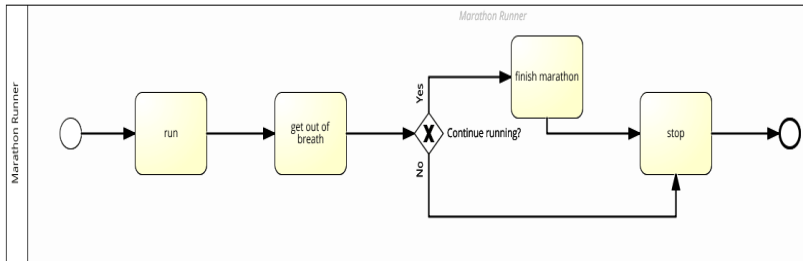 Marathon Runner
Marathon Runner
run
get out of
breath
Yes
No
Continue running?
finish marathon
stop